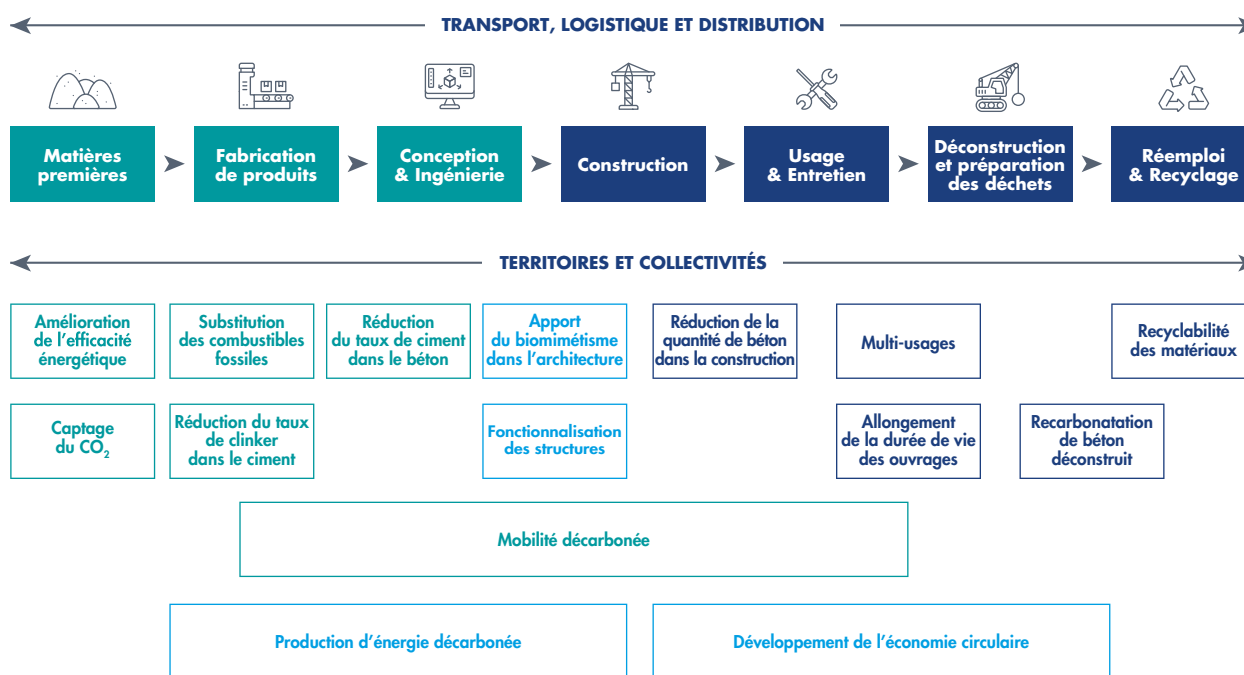 TRANSPORT, LOGISTIQUE ET DISTRIBUTION
Matières
premières
Fabrication
de produits
Conception
& Ingénierie
Construction
Usage
& Entretien
Déconstruction
et préparation
des déchets
Réemploi
& Recyclage
TERRITOIRES ET COLLECTIVITÉS
Amélioration
de l’efficacité
énergétique
Substitution
des combustibles
fossiles
Réduction
du taux de ciment
dans le béton
Apport
du biomimétisme
dans l’architecture
Réduction de la
quantité de béton
dans la construction
Multi-usages
Recyclabilité
des matériaux
Captage
du CO₂
Réduction du taux
de clinker
dans le ciment
Fonctionnalisation
des structures
Allongement
de la durée de vie
des ouvrages
Recarbonatation
de béton
déconstruit
Mobilité décarbonée
Production d’énergie décarbonée
Développement de l’économie circulaire